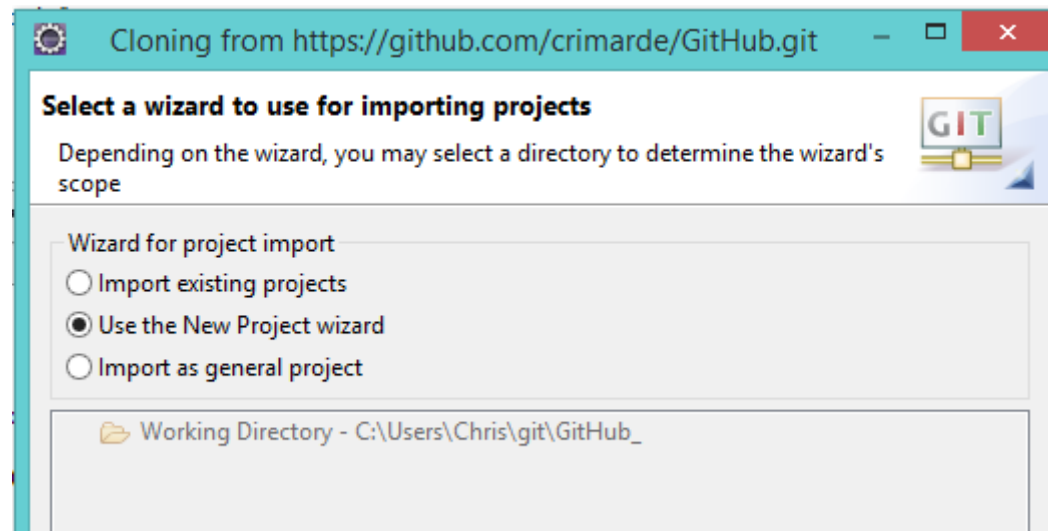 Cloning from https://github.com/crimarde/GitHub.git
Select a wizard to use for importing projects
GIT
Depending on the wizard, you may select a directory to determine the wizard's
scope
Wizard for project import
Import existing projects
Use the New Project wizard
Import as general project
Working Directory - C:\Users\Chris\git\GitHub_